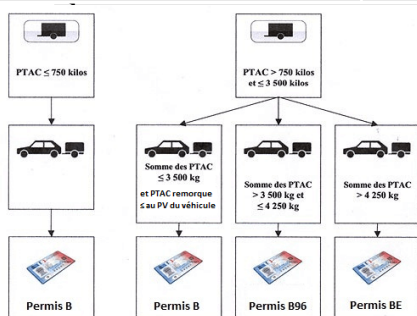 PTAC ≤ 750 kilos
PTAC > 750 kilos
et ≤ 3 500 kilos
Somme des PTAC
≤ 3 500 kg
et PTAC remorque
≤ au PV du véhicule
Somme des PTAC
> 3 500 kg et
≤ 4 250 kg
Somme des PTAC
> 4 250 kg
Permis B
Permis B
Permis B96
Permis BE